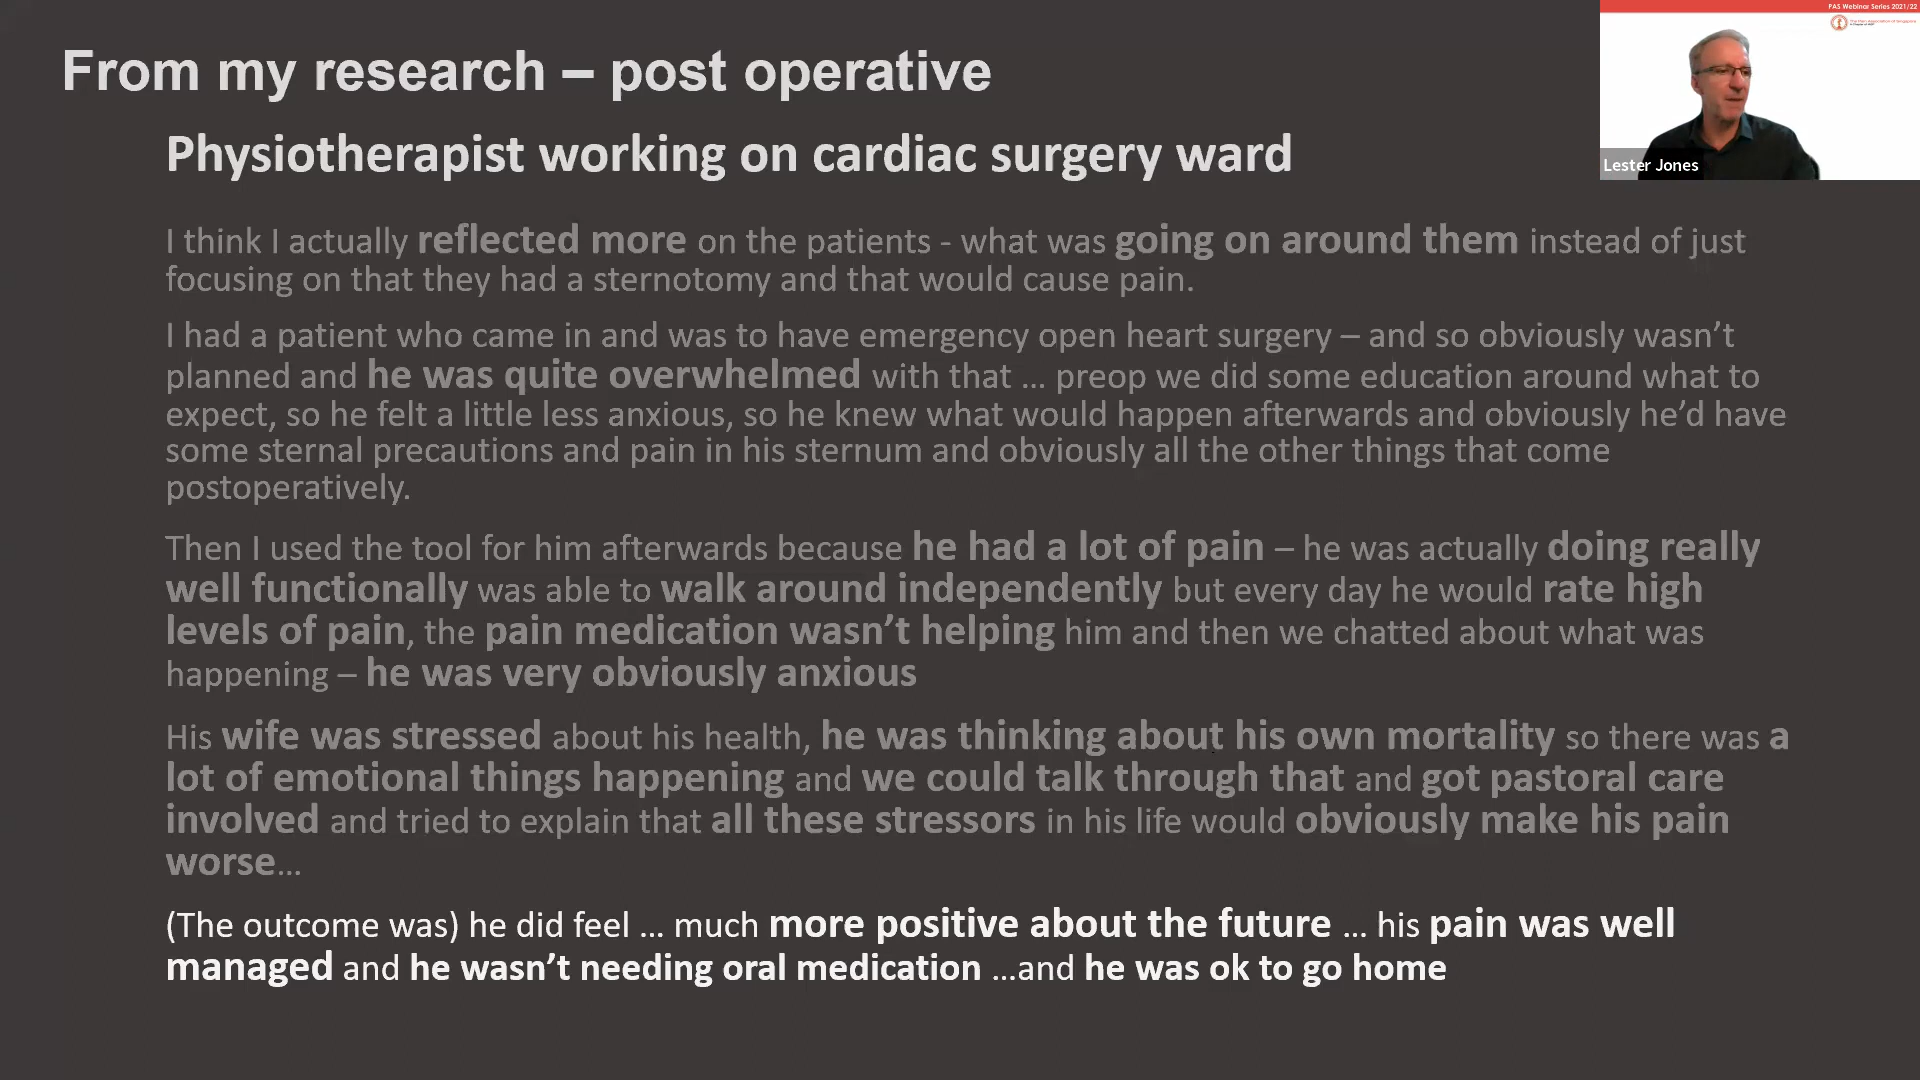 PAS Webinar Series 2021/22
From my research – post operative
Physiotherapist working on cardiac surgery ward
Lester Jones
I think I actually reflected more on the patients - what was going on around them instead of just
focusing on that they had a sternotomy and that would cause pain.
I had a patient who came in and was to have emergency open heart surgery – and so obviously wasn’t
planned and he was quite overwhelmed with that … preop we did some education around what to
expect, so he felt a little less anxious, so he knew what would happen afterwards and obviously he’d have
some sternal precautions and pain in his sternum and obviously all the other things that come
postoperatively.
Then I used the tool for him afterwards because he had a lot of pain – he was actually doing really
well functionally was able to walk around independently but every day he would rate high
levels of pain, the pain medication wasn’t helping him and then we chatted about what was
happening – he was very obviously anxious
His wife was stressed about his health, he was thinking about his own mortality so there was a
lot of emotional things happening and we could talk through that and got pastoral care
involved and tried to explain that all these stressors in his life would obviously make his pain
worse…
(The outcome was) he did feel … much more positive about the future … his pain was well
managed and he wasn’t needing oral medication …and he was ok to go home